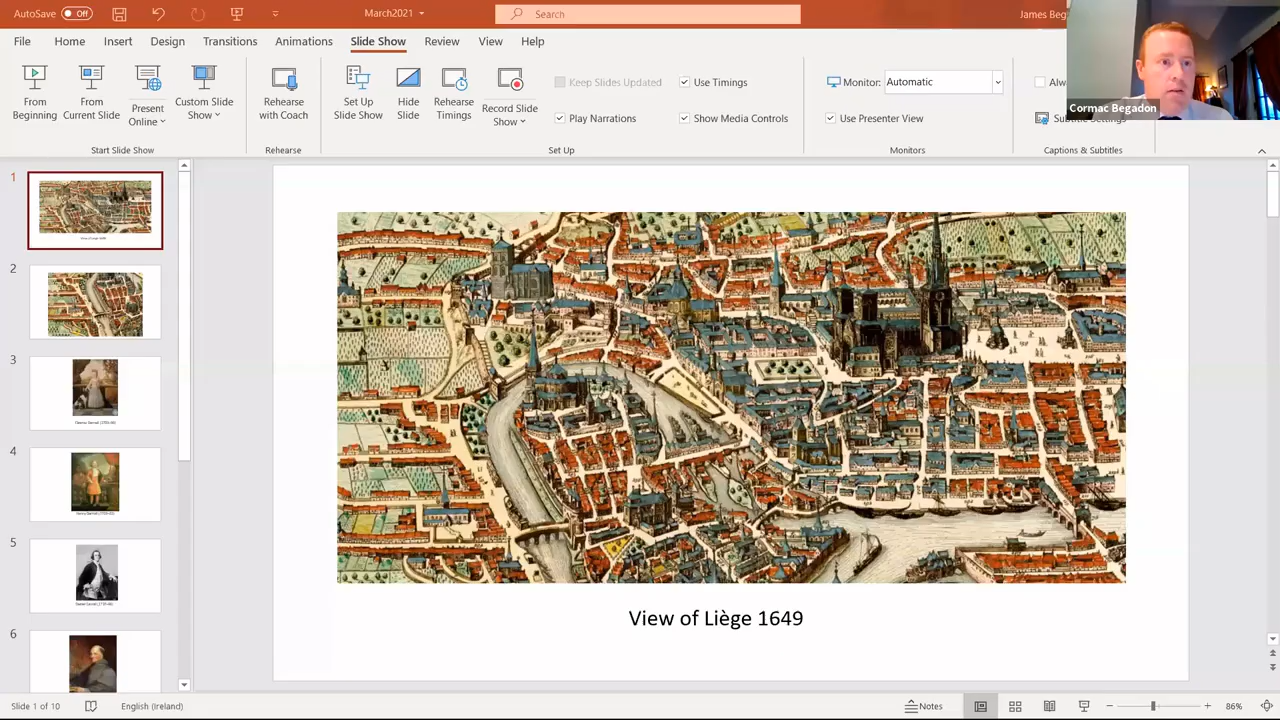 AutoSave Off March2021 Search James Beg
File Home Insert Design Transitions Animations Slide Show Review View Help
From Beginning
From Current Slide
Present Online
Custom Slide Show
Rehearse with Coach
Set Up Slide Show
Hide Slide
Rehearse Timings
Record Slide Show
Keep Slides Updated
Use Timings
Play Narrations
Show Media Controls
Monitor: Automatic
Use Presenter View
Subtitle Settings
Start Slide Show Rehearse Set Up Monitors Captions & Subtitles
Cormac Begadon
1
2
3
4
5
6
View of Liège 1649
Slide 1 of 10 English (Ireland) Notes 86%